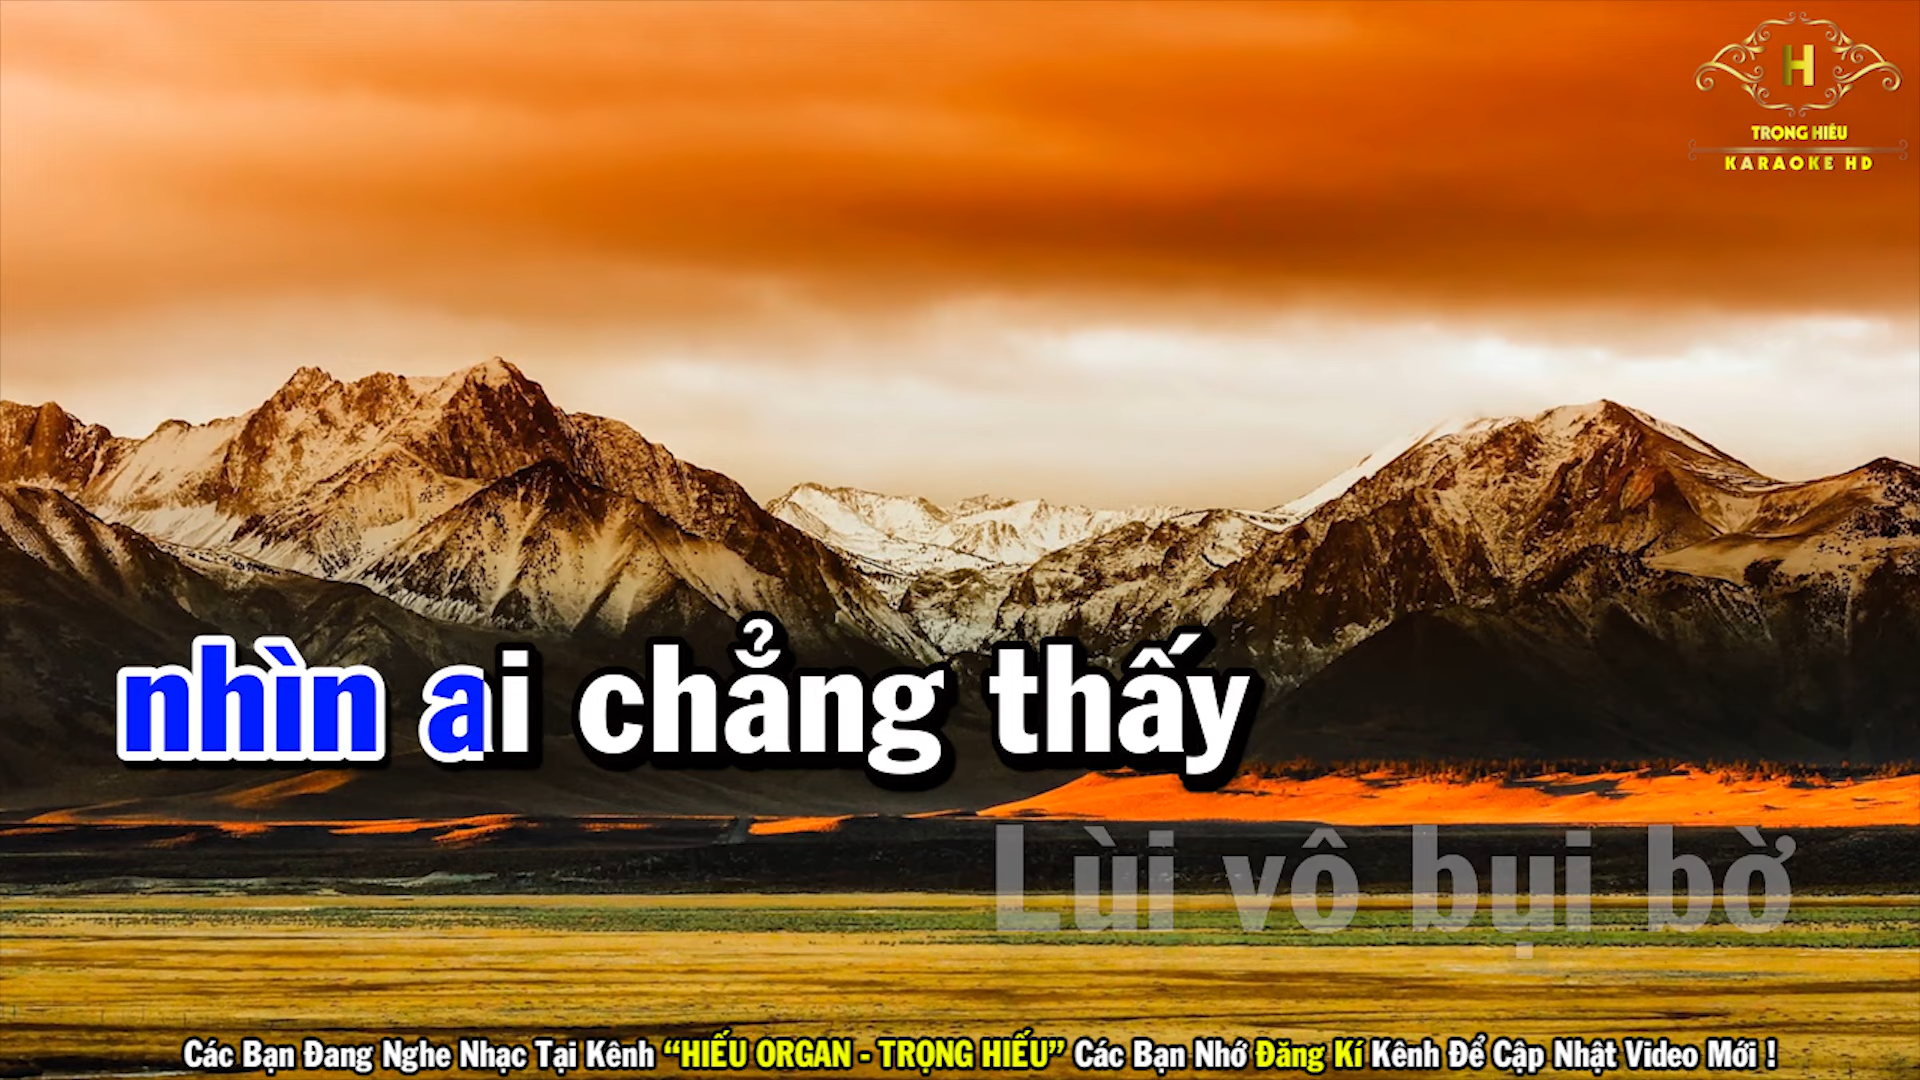 H
TRỌNG HIẾU
KARAOKE HD
nhìn ai chẳng thấy
Lùi vô bụi bờ
Các Bạn Đang Nghe Nhạc Tại Kênh “HIẾU ORGAN - TRỌNG HIẾU” Các Bạn Nhớ Đăng Kí Kênh Để Cập Nhật Video Mới !